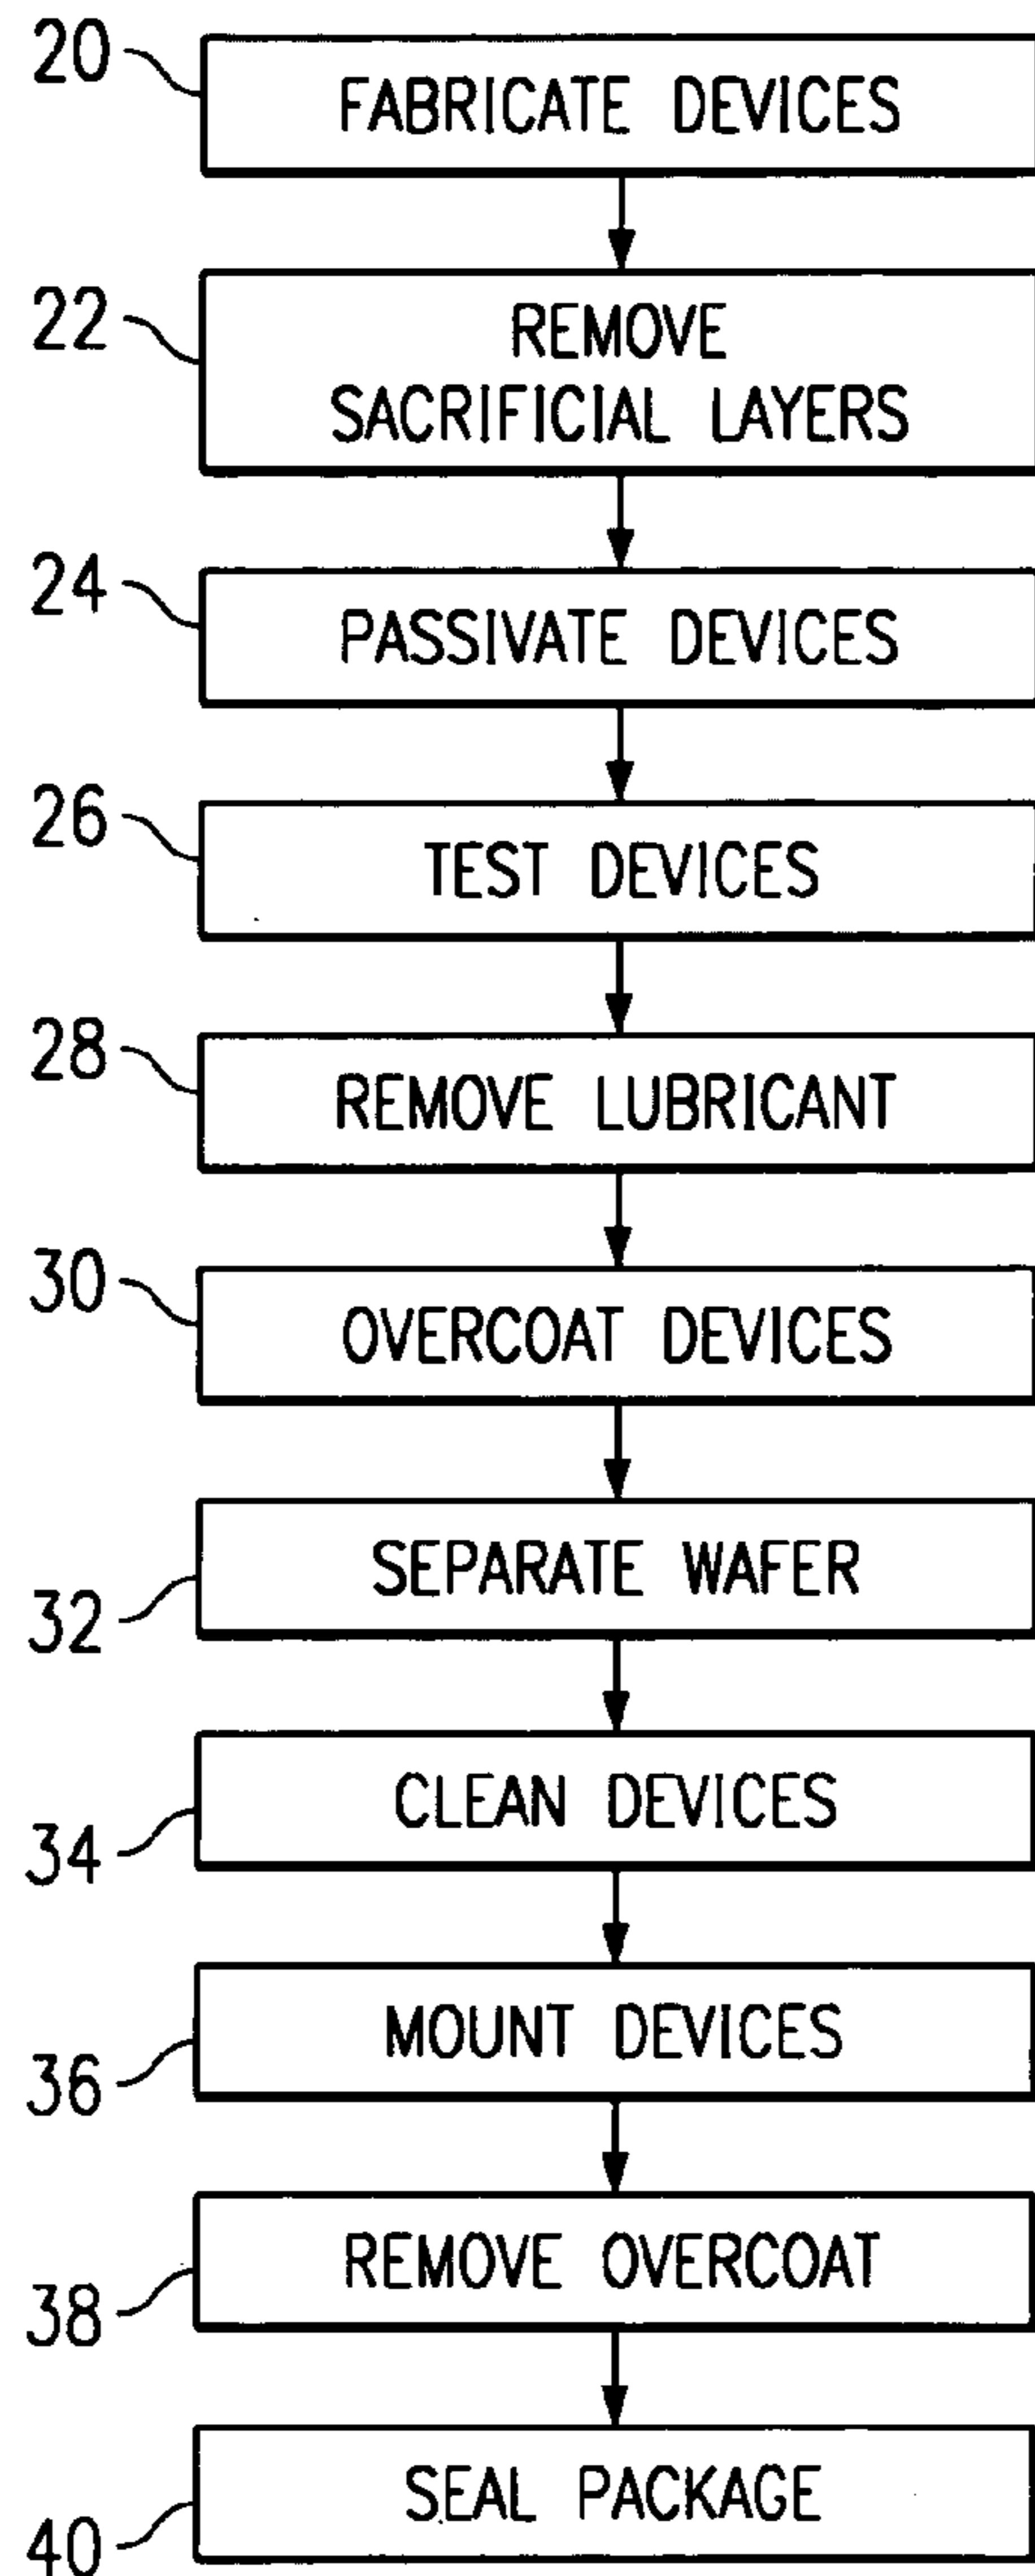 20
FABRICATE DEVICES
22
REMOVE
SACRIFICIAL LAYERS
24
PASSIVATE DEVICES
26
TEST DEVICES
28
REMOVE LUBRICANT
30
OVERCOAT DEVICES
32
SEPARATE WAFER
34
CLEAN DEVICES
36
MOUNT DEVICES
38
REMOVE OVERCOAT
40
SEAL PACKAGE